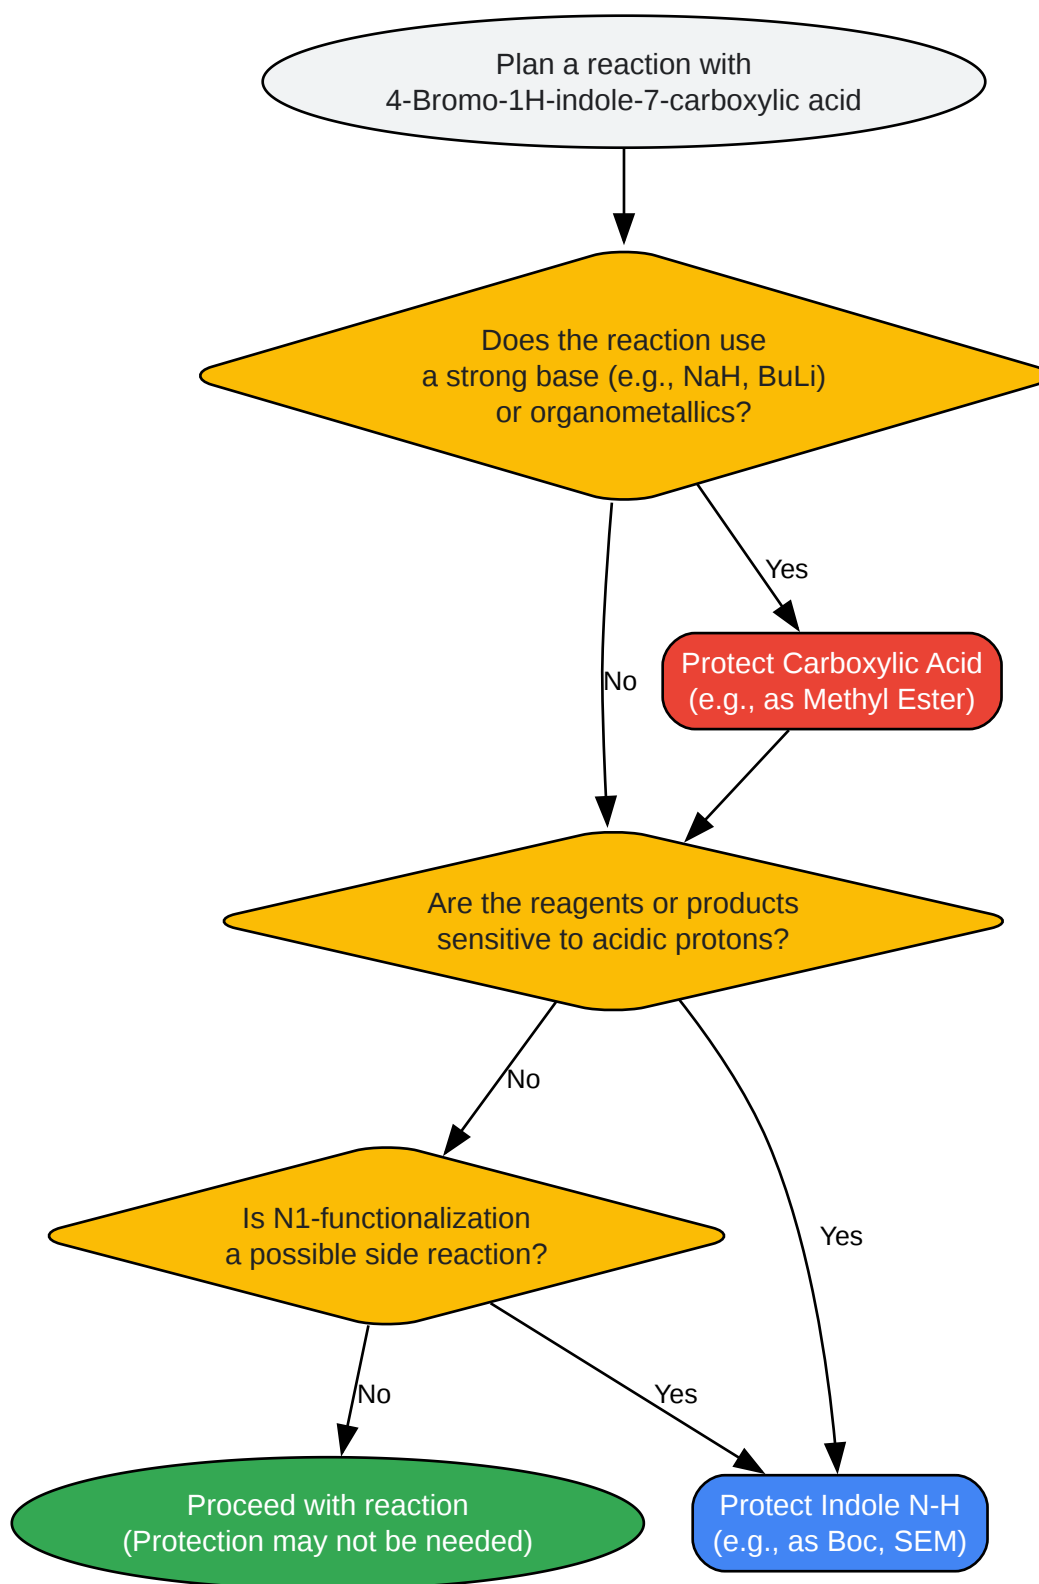 Plan a reaction with
4-Bromo-1H-indole-7-carboxylic acid
Does the reaction use
a strong base (e.g., NaH, BuLi)
or organometallics?
Yes
No
Protect Carboxylic Acid
(e.g., as Methyl Ester)
Are the reagents or products
sensitive to acidic protons?
No
Is N1-functionalization
a possible side reaction?
Yes
No
Yes
Proceed with reaction
(Protection may not be needed)
Protect Indole N-H
(e.g., as Boc, SEM)